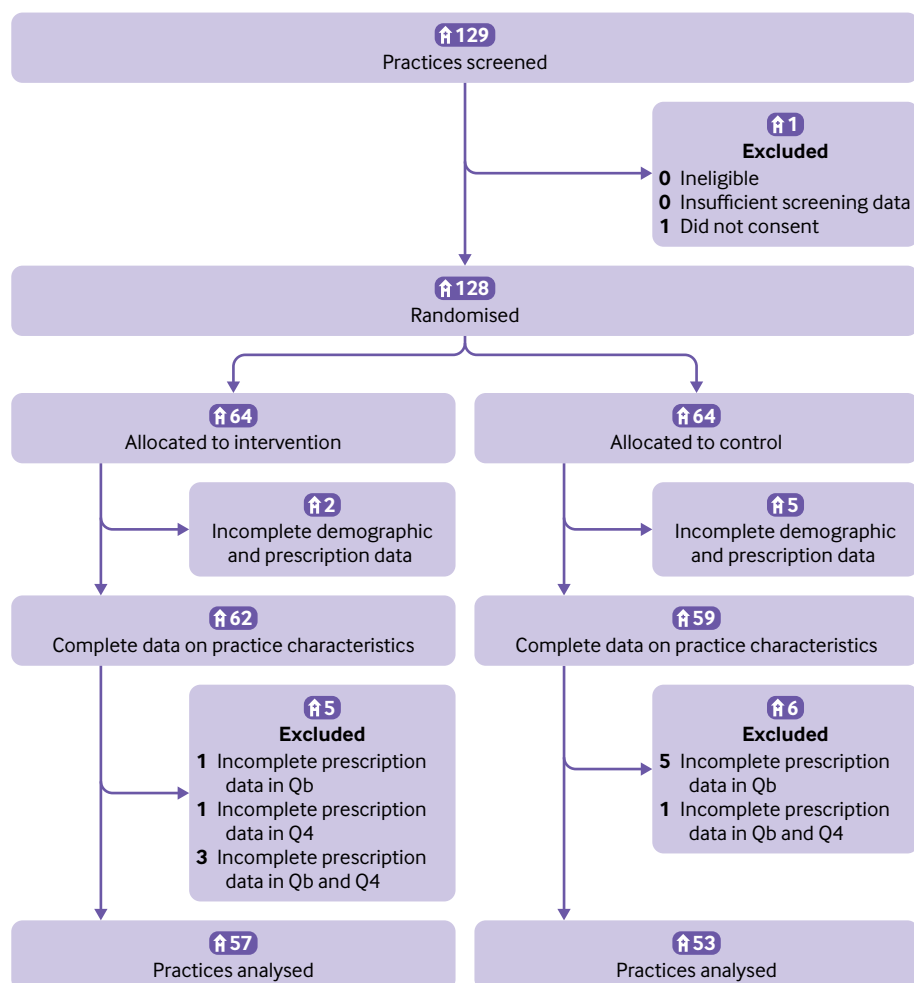 129
Practices screened
1
Excluded
0 Ineligible
0 Insufficient screening data
1 Did not consent
128
Randomised
64
Allocated to intervention
64
Allocated to control
2
Incomplete demographic
and prescription data
5
Incomplete demographic
and prescription data
62
Complete data on practice characteristics
59
Complete data on practice characteristics
5
Excluded
1 Incomplete prescription
data in Qb
1 Incomplete prescription
data in Q4
3 Incomplete prescription
data in Qb and Q4
6
Excluded
5 Incomplete prescription
data in Qb
1 Incomplete prescription
data in Qb and Q4
57
Practices analysed
53
Practices analysed